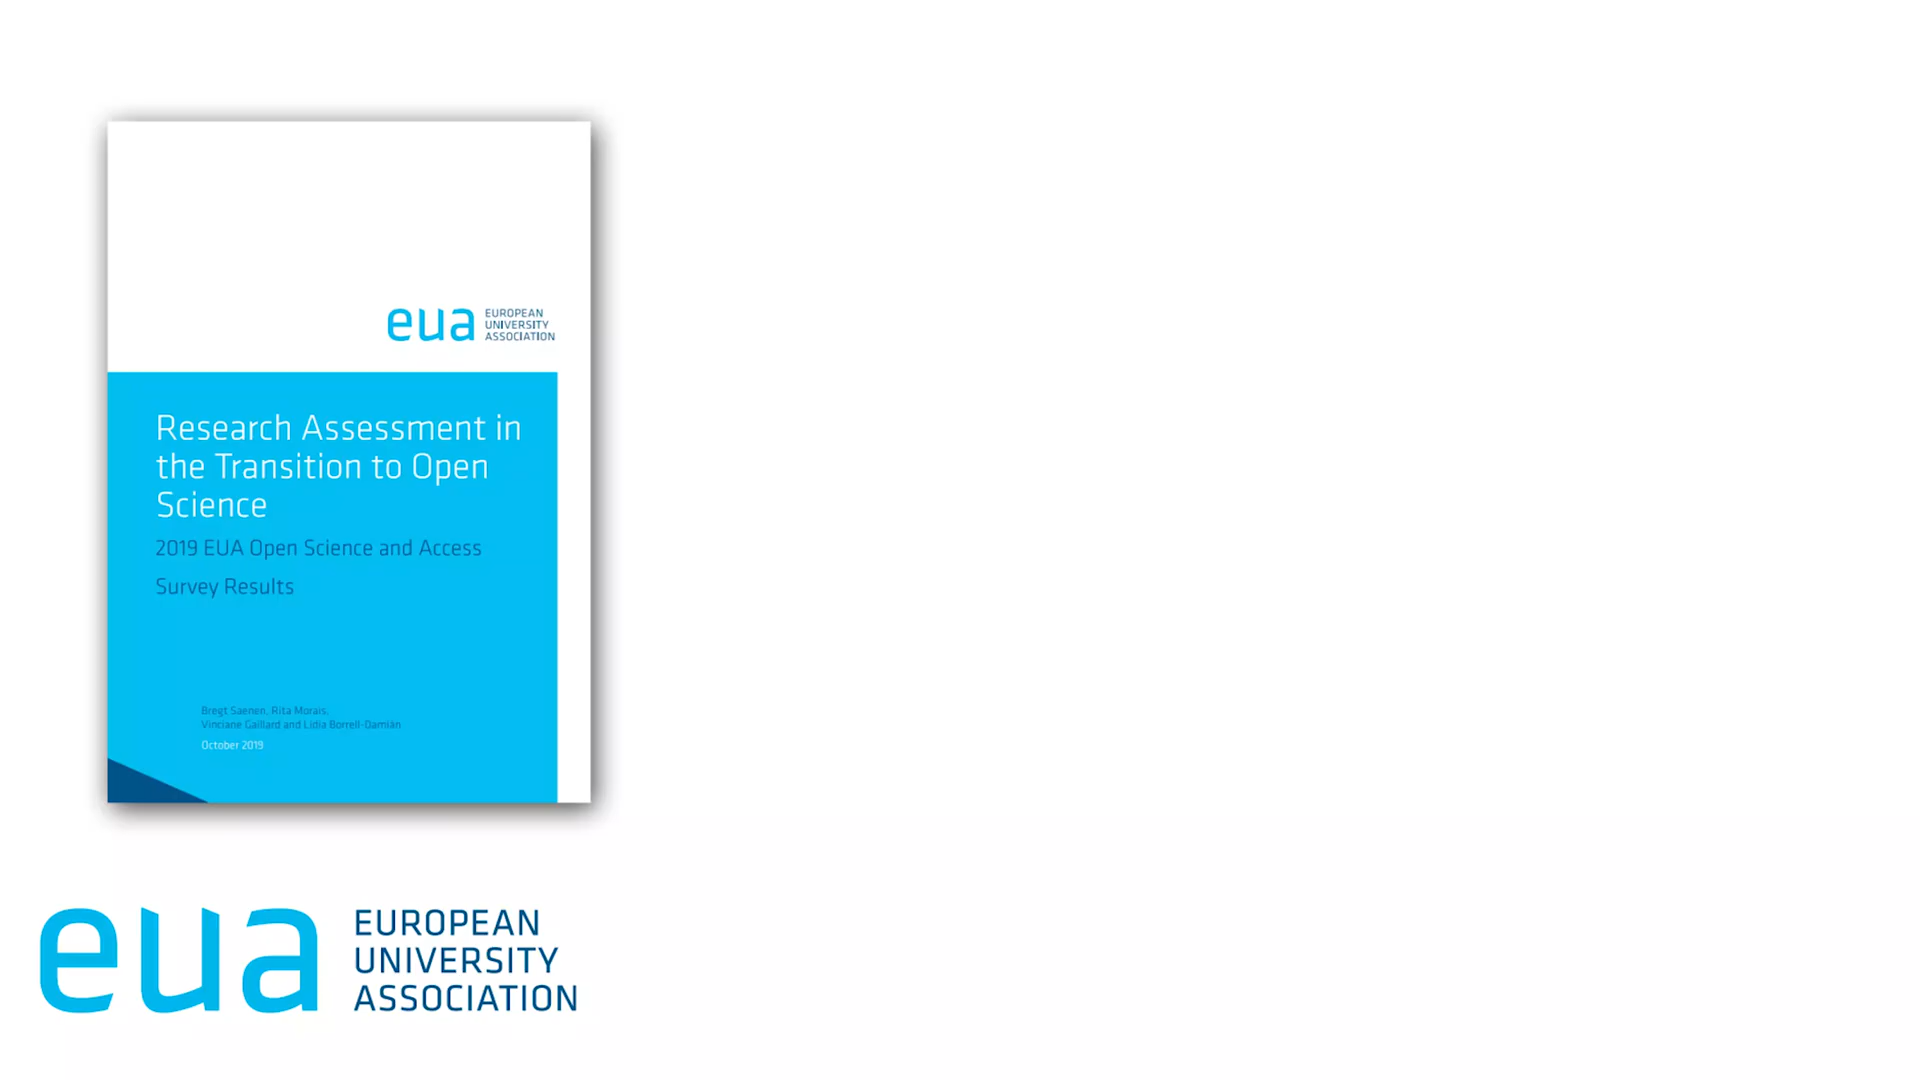 eua
EUROPEAN
UNIVERSITY
ASSOCIATION
Research Assessment in
the Transition to Open
Science
2019 EUA Open Science and Access
Survey Results
Bregt Saenen, Rita Morais,
Vinciane Gaillard and Lidia Borrell-Damián
October 2019
eua
EUROPEAN
UNIVERSITY
ASSOCIATION